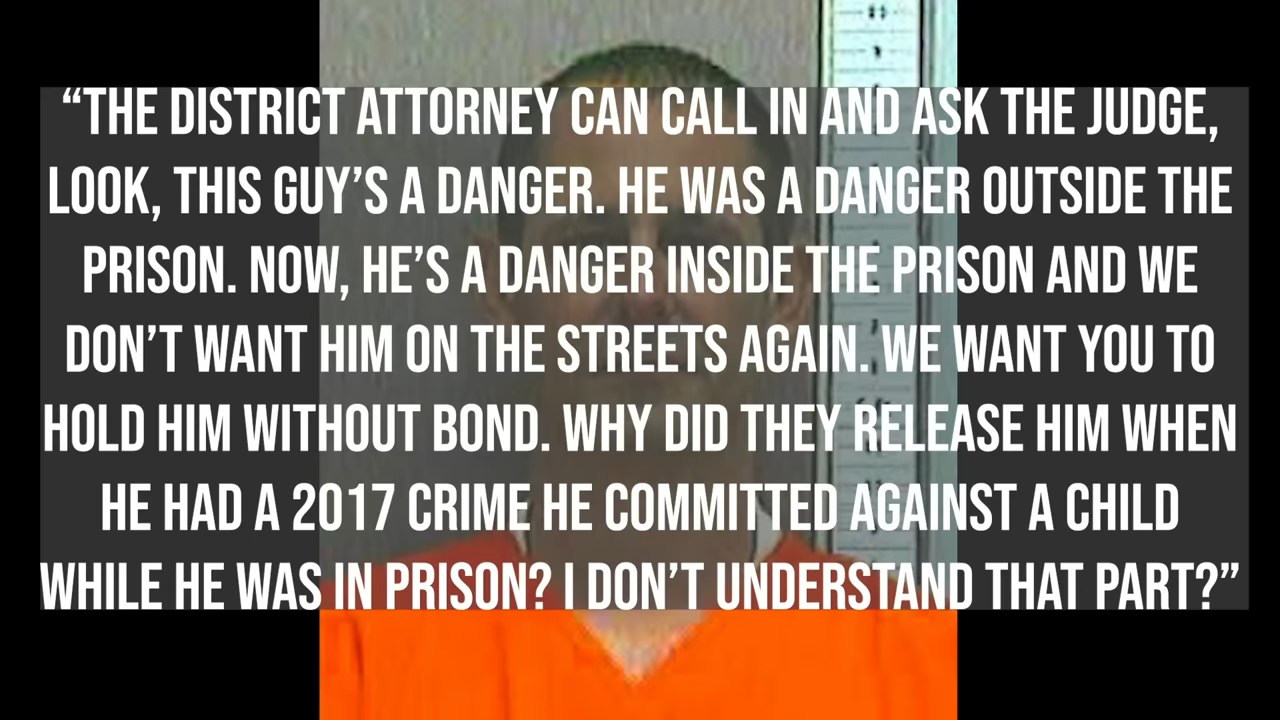 “THE DISTRICT ATTORNEY CAN CALL IN AND ASK THE JUDGE,
LOOK, THIS GUY’S A DANGER. HE WAS A DANGER OUTSIDE THE
PRISON. NOW, HE’S A DANGER INSIDE THE PRISON AND WE
DON’T WANT HIM ON THE STREETS AGAIN. WE WANT YOU TO
HOLD HIM WITHOUT BOND. WHY DID THEY RELEASE HIM WHEN
HE HAD A 2017 CRIME HE COMMITTED AGAINST A CHILD
WHILE HE WAS IN PRISON? I DON’T UNDERSTAND THAT PART?”